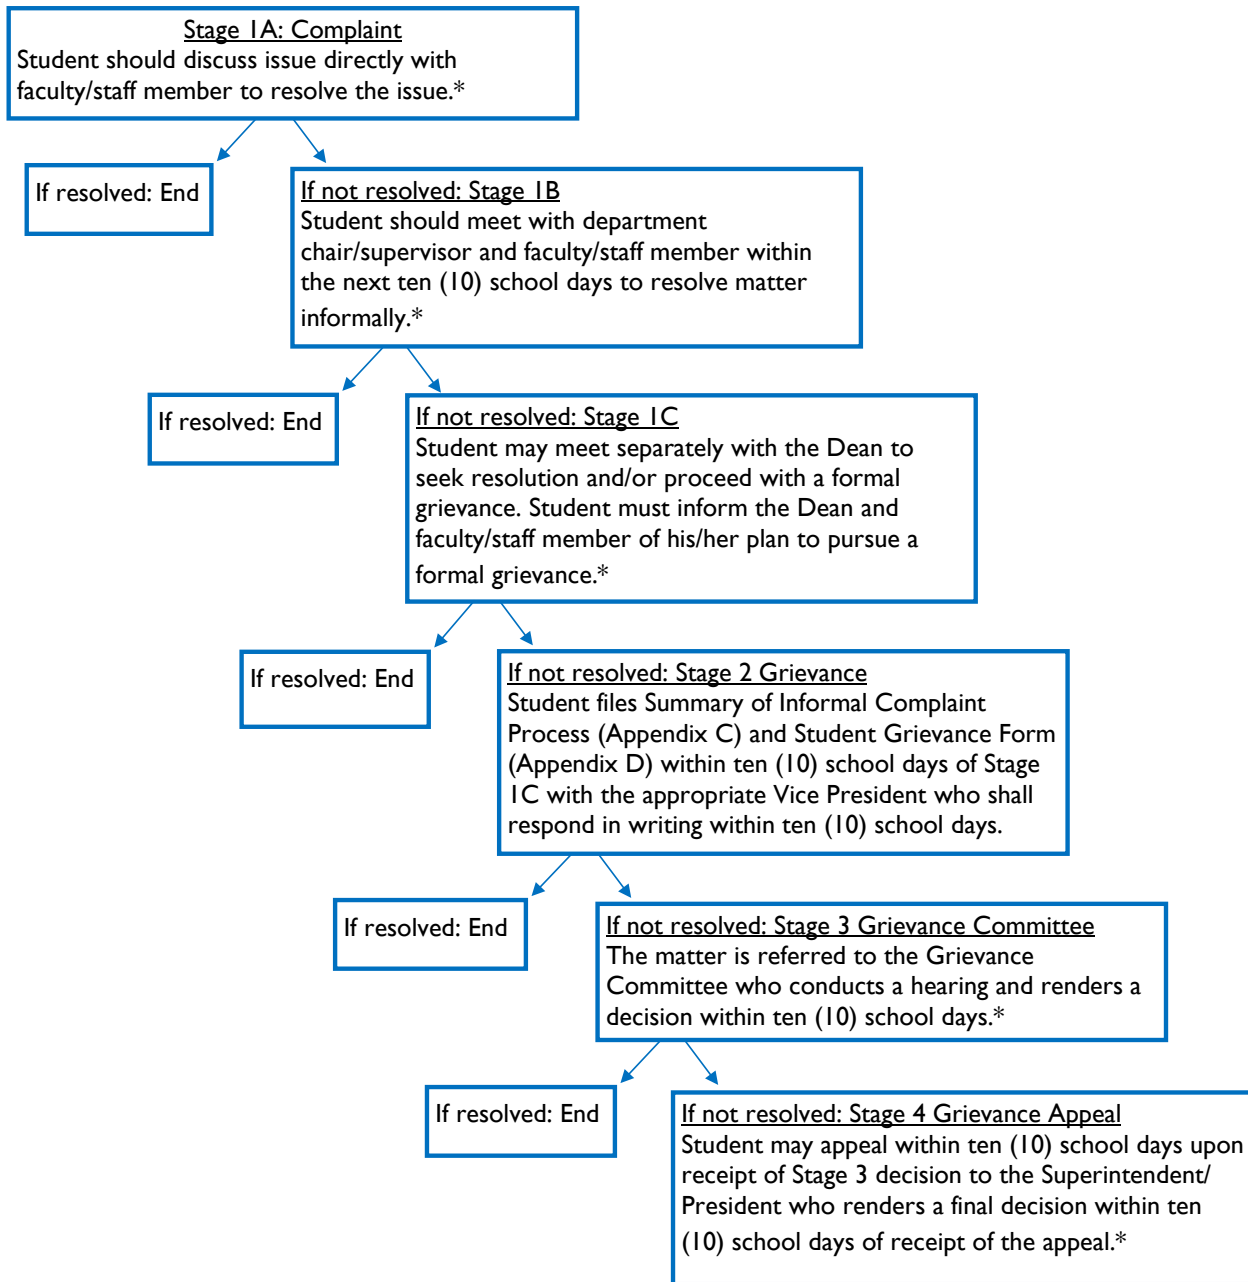 Stage 1A: Complaint
Student should discuss issue directly with
faculty/staff member to resolve the issue.*
If resolved: End
If not resolved: Stage 1B
Student should meet with department
chair/supervisor and faculty/staff member within
the next ten (10) school days to resolve matter
informally.*
If resolved: End
If not resolved: Stage 1C
Student may meet separately with the Dean to
seek resolution and/or proceed with a formal
grievance. Student must inform the Dean and
faculty/staff member of his/her plan to pursue a
formal grievance.*
If resolved: End
If not resolved: Stage 2 Grievance
Student files Summary of Informal Complaint
Process (Appendix C) and Student Grievance Form
(Appendix D) within ten (10) school days of Stage
1C with the appropriate Vice President who shall
respond in writing within ten (10) school days.
If resolved: End
If not resolved: Stage 3 Grievance Committee
The matter is referred to the Grievance
Committee who conducts a hearing and renders a
decision within ten (10) school days.*
If resolved: End
If not resolved: Stage 4 Grievance Appeal
Student may appeal within ten (10) school days upon
receipt of Stage 3 decision to the Superintendent/
President who renders a final decision within ten
(10) school days of receipt of the appeal.*